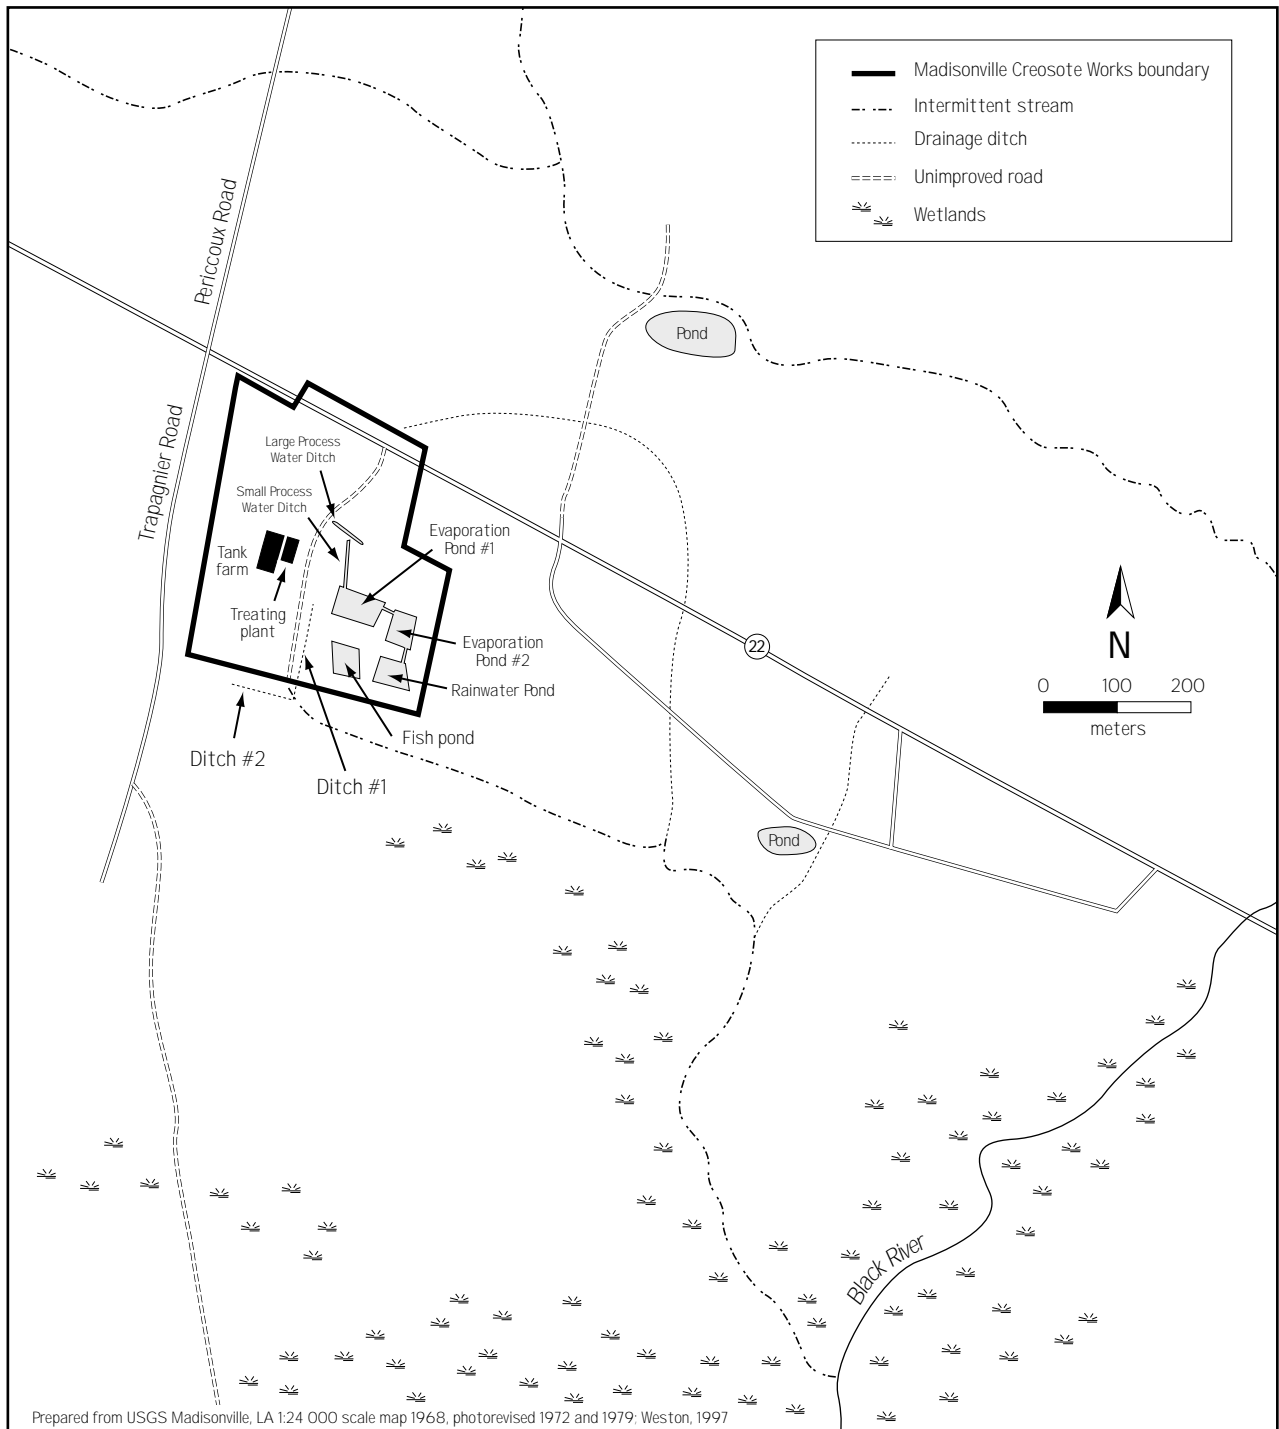 Madisonville Creosote Works boundary
Intermittent stream
Drainage ditch
Unimproved road
Wetlands
Periccoux Road
Pond
Trapagnier Road
Large Process
Water Ditch
Small Process
Water Ditch
Evaporation
Pond #1
Tank
farm
Treating
plant
Evaporation
Pond #2
Rainwater Pond
Fish pond
Ditch #2
Ditch #1
22
N
0 100 200
meters
Pond
Black River
Prepared from USGS Madisonville, LA 1:24 000 scale map 1968, photorevised 1972 and 1979; Weston, 1997